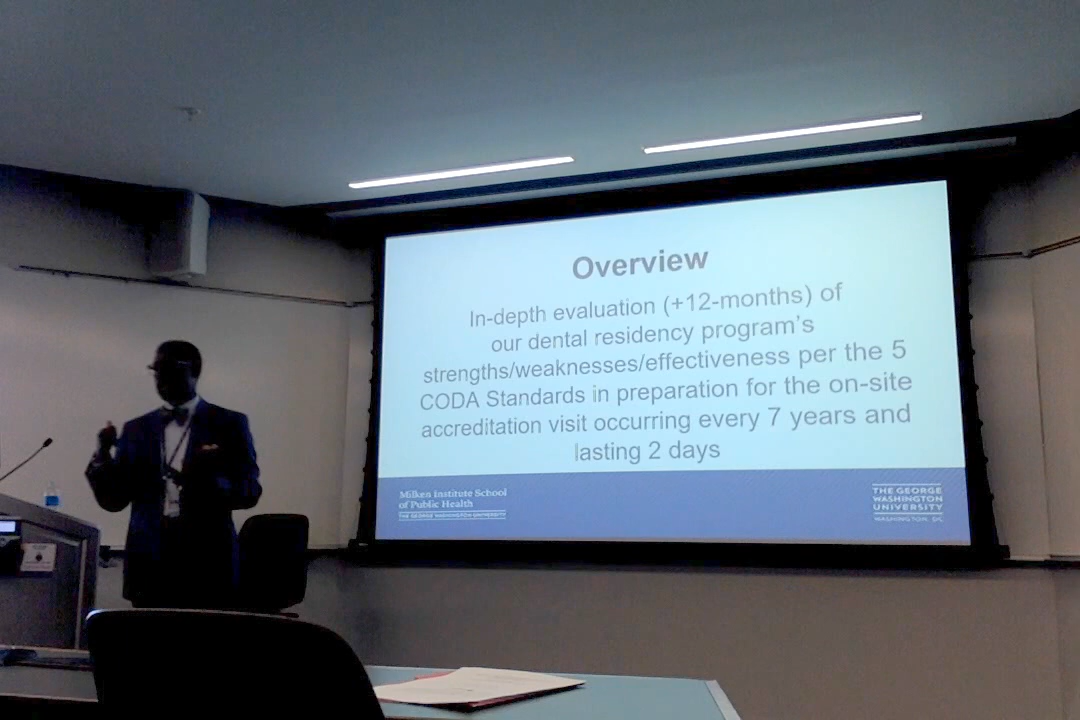 Overview
In-depth evaluation (+12-months) of
our dental residency program's
strengths/weaknesses/effectiveness per the 5
CODA Standards in preparation for the on-site
accreditation visit occurring every 7 years and
lasting 2 days
Milken Institute School
of Public Health
THE GEORGE WASHINGTON UNIVERSITY
THE GEORGE
WASHINGTON
UNIVERSITY
WASHINGTON, DC